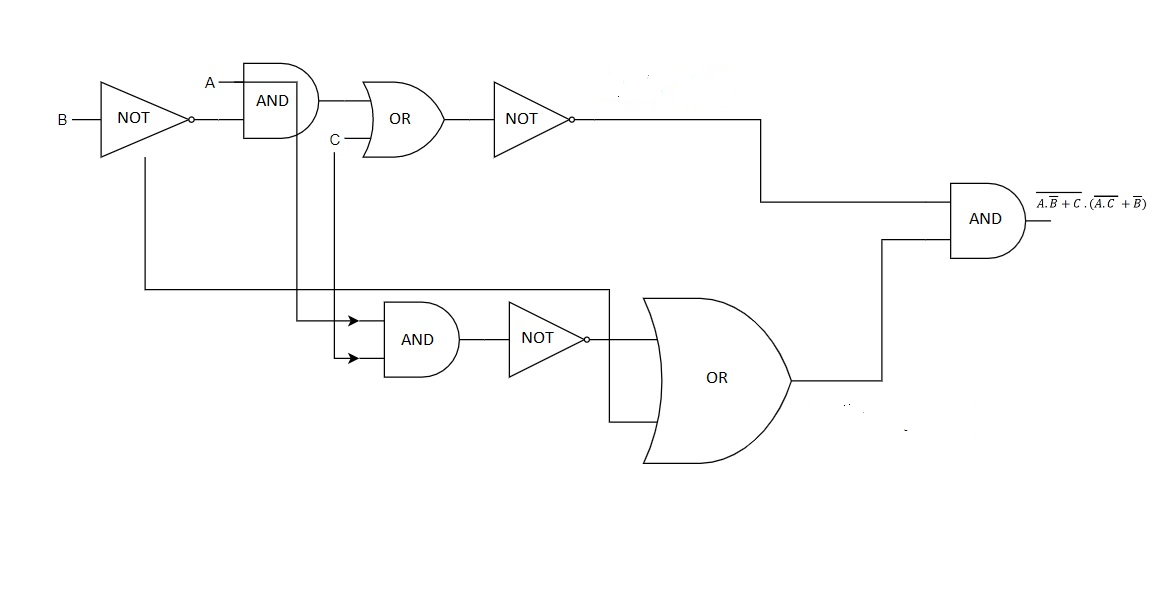 A
B
NOT
AND
C
OR
NOT
AND
A.B̅ + C . (A.C + B̅)
AND
NOT
OR